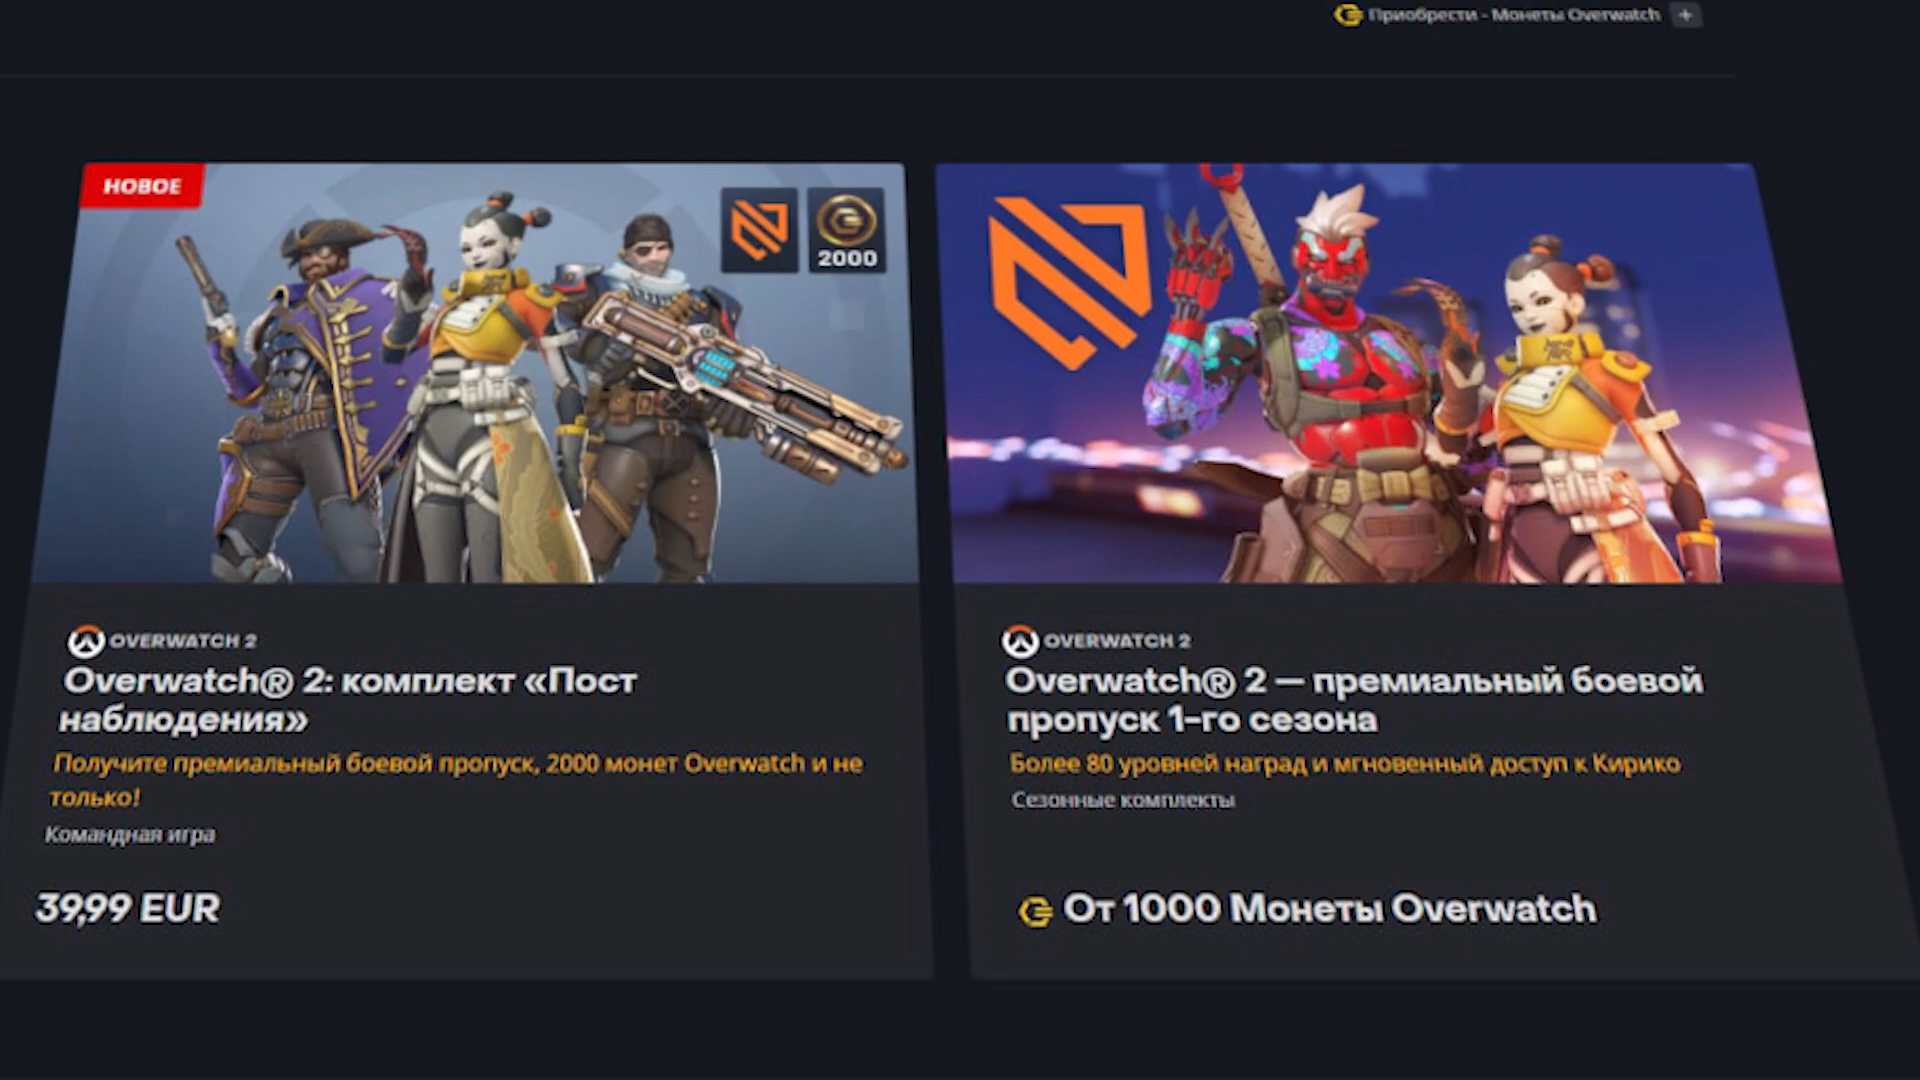 Приобрести - Монеты Overwatch +
НОВОЕ
2000
OVERWATCH 2
Overwatch® 2: комплект «Пост
наблюдения»
Получите премиальный боевой пропуск, 2000 монет Overwatch и не
только!
Командная игра
39,99 EUR
OVERWATCH 2
Overwatch® 2 — премиальный боевой
пропуск 1-го сезона
Более 80 уровней наград и мгновенный доступ к Кирико
Сезонные комплекты
От 1000 Монеты Overwatch